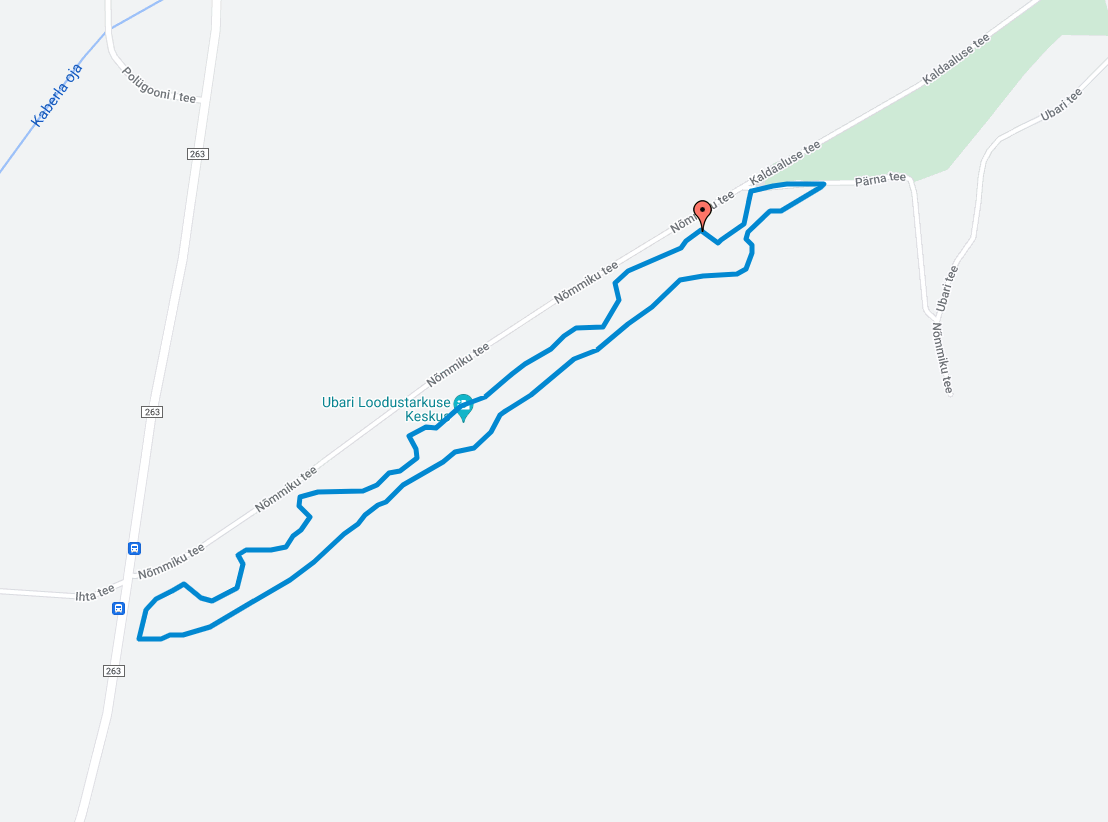 Kaldaaluse tee
Kaberla oja
Polügooni I tee
Ubari tee
263
Kaldaaluse tee
Pärna tee
Nõmmiku tee
Nõmmiku tee
Ubari tee
Nõmmiku tee
Nõmmiku tee
Ubari Loodustarkuse
Keskus
263
Nõmmiku tee
Nõmmiku tee
Ihta tee
263